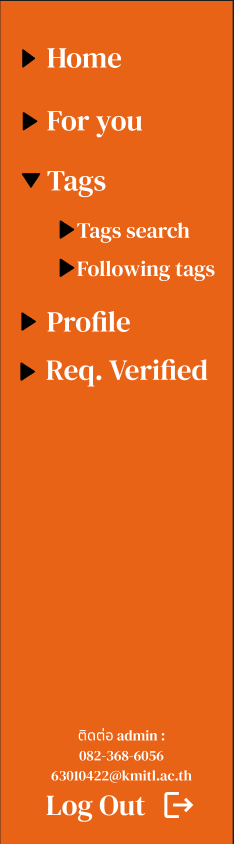 Home
For you
Tags
Tags search
Following tags
Profile
Req. Verified
ติดต่อ admin :
082-368-6056
63010422@kmitl.ac.th
Log Out